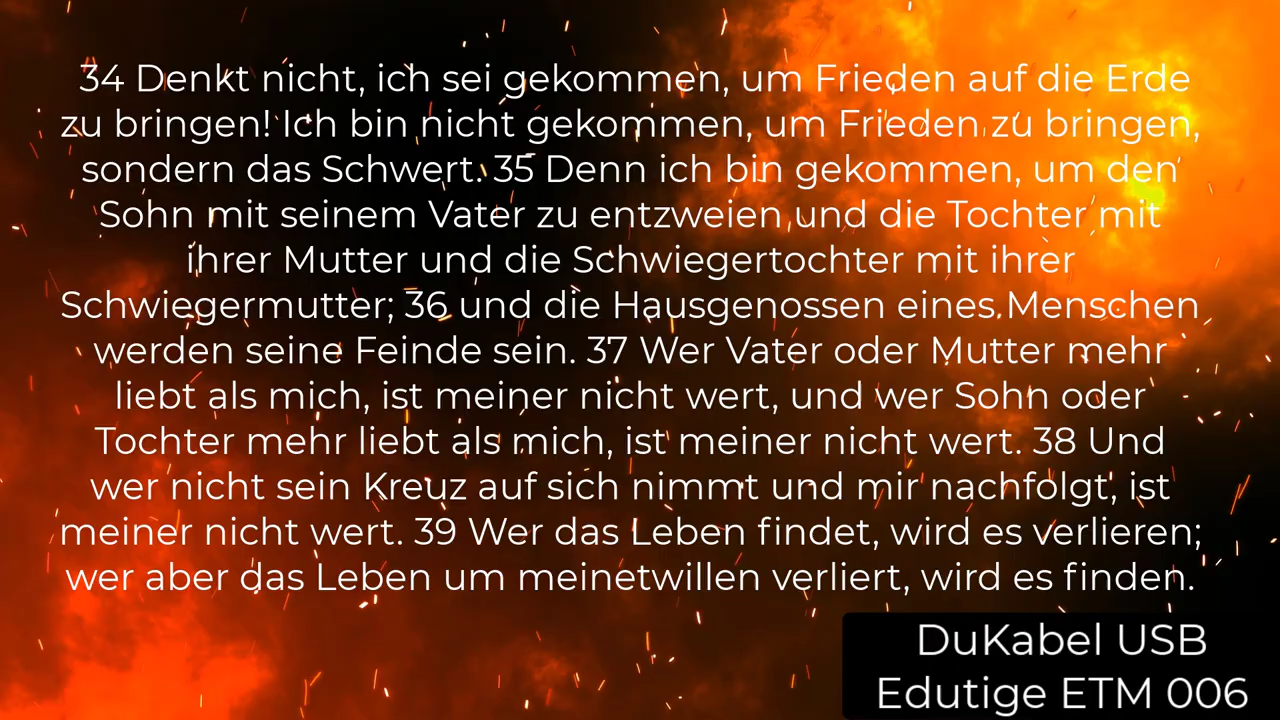 34 Denkt nicht, ich sei gekommen, um Frieden auf die Erde
zu bringen! Ich bin nicht gekommen, um Frieden zu bringen,
sondern das Schwert. 35 Denn ich bin gekommen, um den
Sohn mit seinem Vater zu entzweien und die Tochter mit
ihrer Mutter und die Schwiegertochter mit ihrer
Schwiegermutter; 36 und die Hausgenossen eines Menschen
werden seine Feinde sein. 37 Wer Vater oder Mutter mehr
liebt als mich, ist meiner nicht wert, und wer Sohn oder
Tochter mehr liebt als mich, ist meiner nicht wert. 38 Und
wer nicht sein Kreuz auf sich nimmt und mir nachfolgt, ist
meiner nicht wert. 39 Wer das Leben findet, wird es verlieren;
wer aber das Leben um meinetwillen verliert, wird es finden.
DuKabel USB
Edutige ETM 006